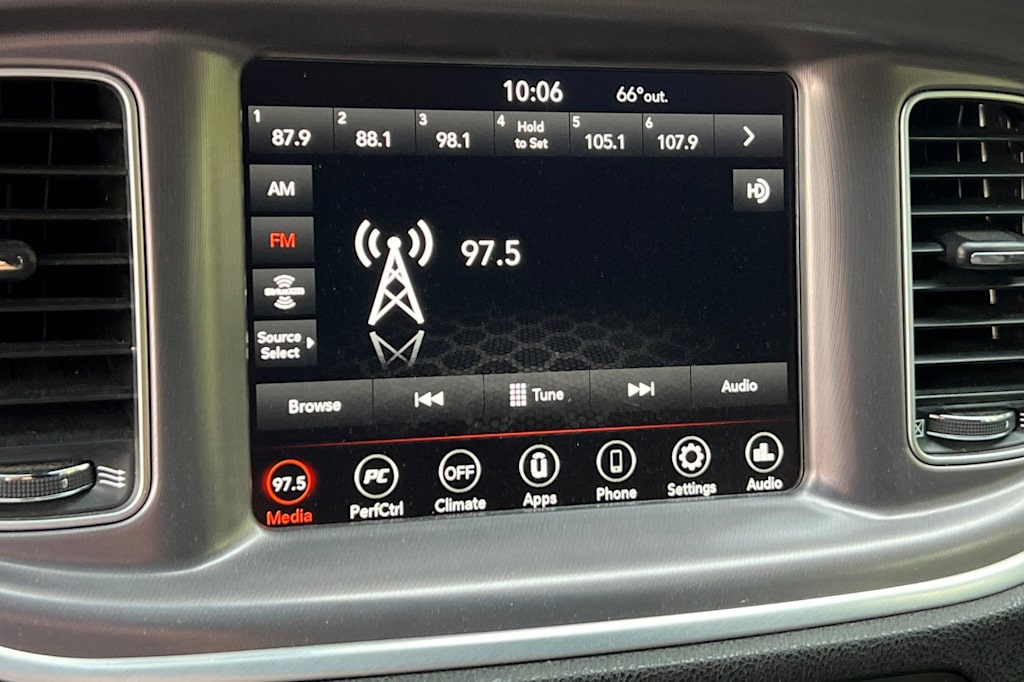 10:06 66° out.
1 87.9 2 88.1 3 98.1 4 Hold to Set 5 105.1 6 107.9
AM
HD
FM
97.5
SiriusXM
Source
Select
Browse Tune Audio
97.5 PC OFF U
Media PerfCtrl Climate Apps Phone Settings Audio